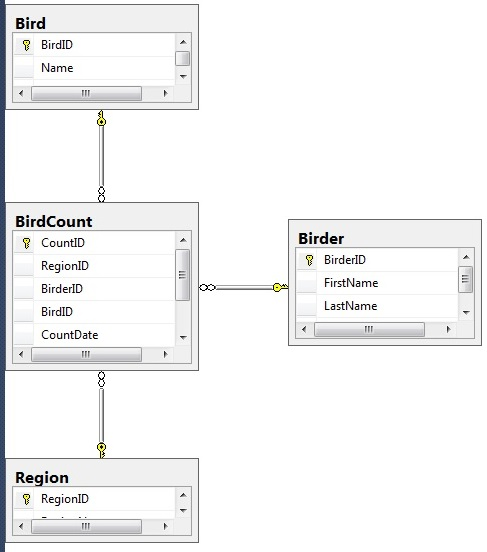 Bird
BirdID
Name
BirdCount
CountID
RegionID
BirderID
BirdID
CountDate
Birder
BirderID
FirstName
LastName
Region
RegionID